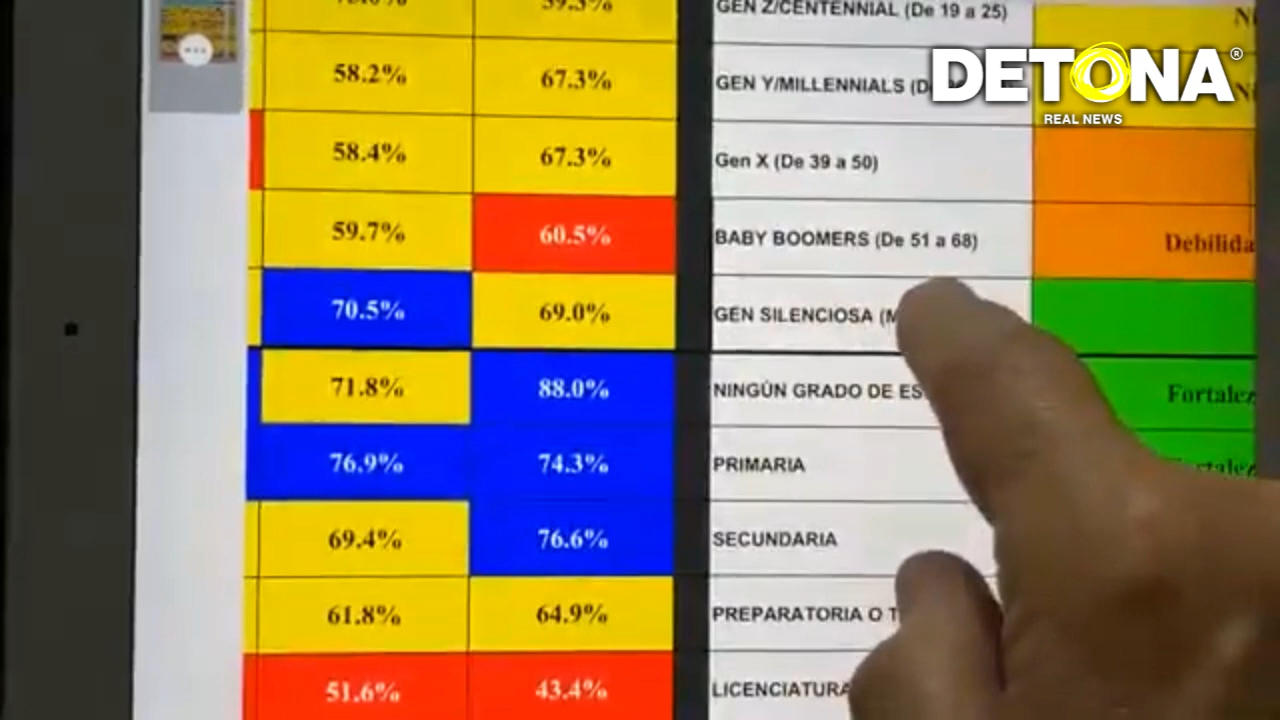 59.3% GEN Z/CENTENNIAL (De 19 a 25)
DETONA®
REAL NEWS
58.2% 67.3% GEN Y/MILLENNIALS
58.4% 67.3% Gen X (De 39 a 50)
59.7% 60.5% BABY BOOMERS (De 51 a 68) Debilida
70.5% 69.0% GEN SILENCIOSA
71.8% 88.0% NINGÚN GRADO DE ES Fortalez
76.9% 74.3% PRIMARIA
69.4% 76.6% SECUNDARIA
61.8% 64.9% PREPARATORIA O T
51.6% 43.4% LICENCIATURA